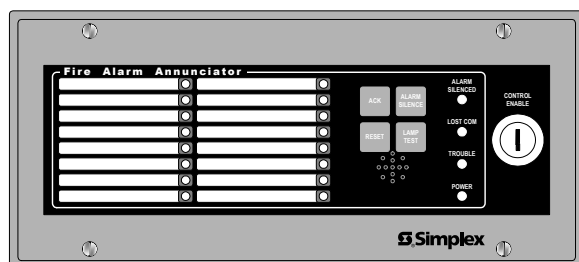 Fire Alarm Annunciator
ALARM
SILENCED
CONTROL
ENABLE
ACK
ALARM
SILENCE
LOST COM
RESET
LAMP
TEST
TROUBLE
POWER
Simplex